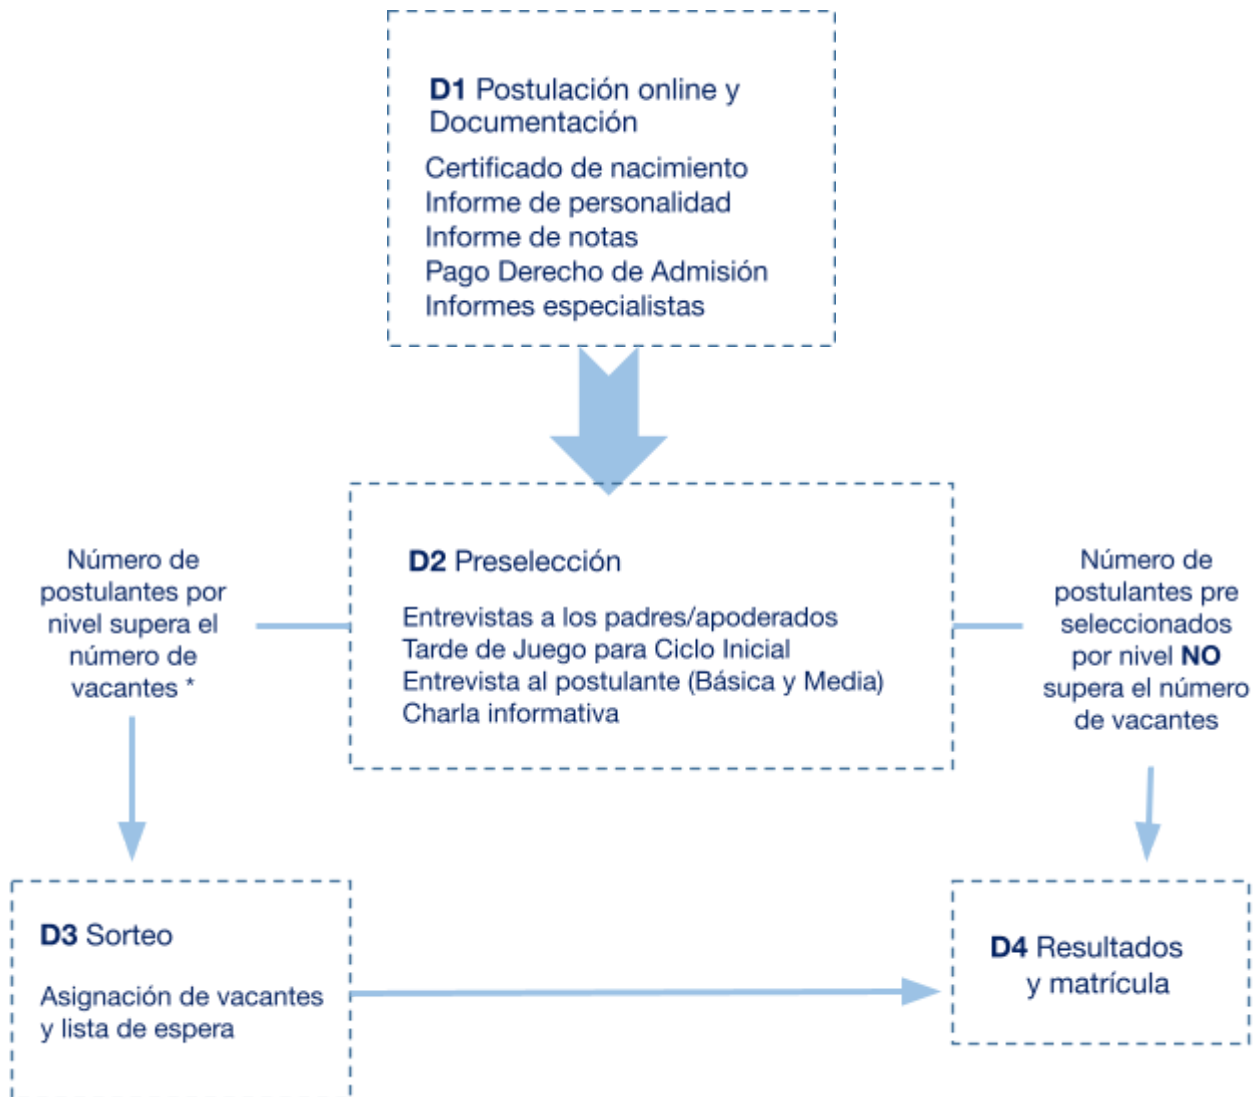 D1 Postulación online y
Documentación
Certificado de nacimiento
Informe de personalidad
Informe de notas
Pago Derecho de Admisión
Informes especialistas
D2 Preselección
Entrevistas a los padres/apoderados
Tarde de Juego para Ciclo Inicial
Entrevista al postulante (Básica y Media)
Charla informativa
Número de
postulantes por
nivel supera el
número de
vacantes *
Número de
postulantes pre
seleccionados
por nivel NO
supera el número
de vacantes
D3 Sorteo
Asignación de vacantes
y lista de espera
D4 Resultados
y matrícula